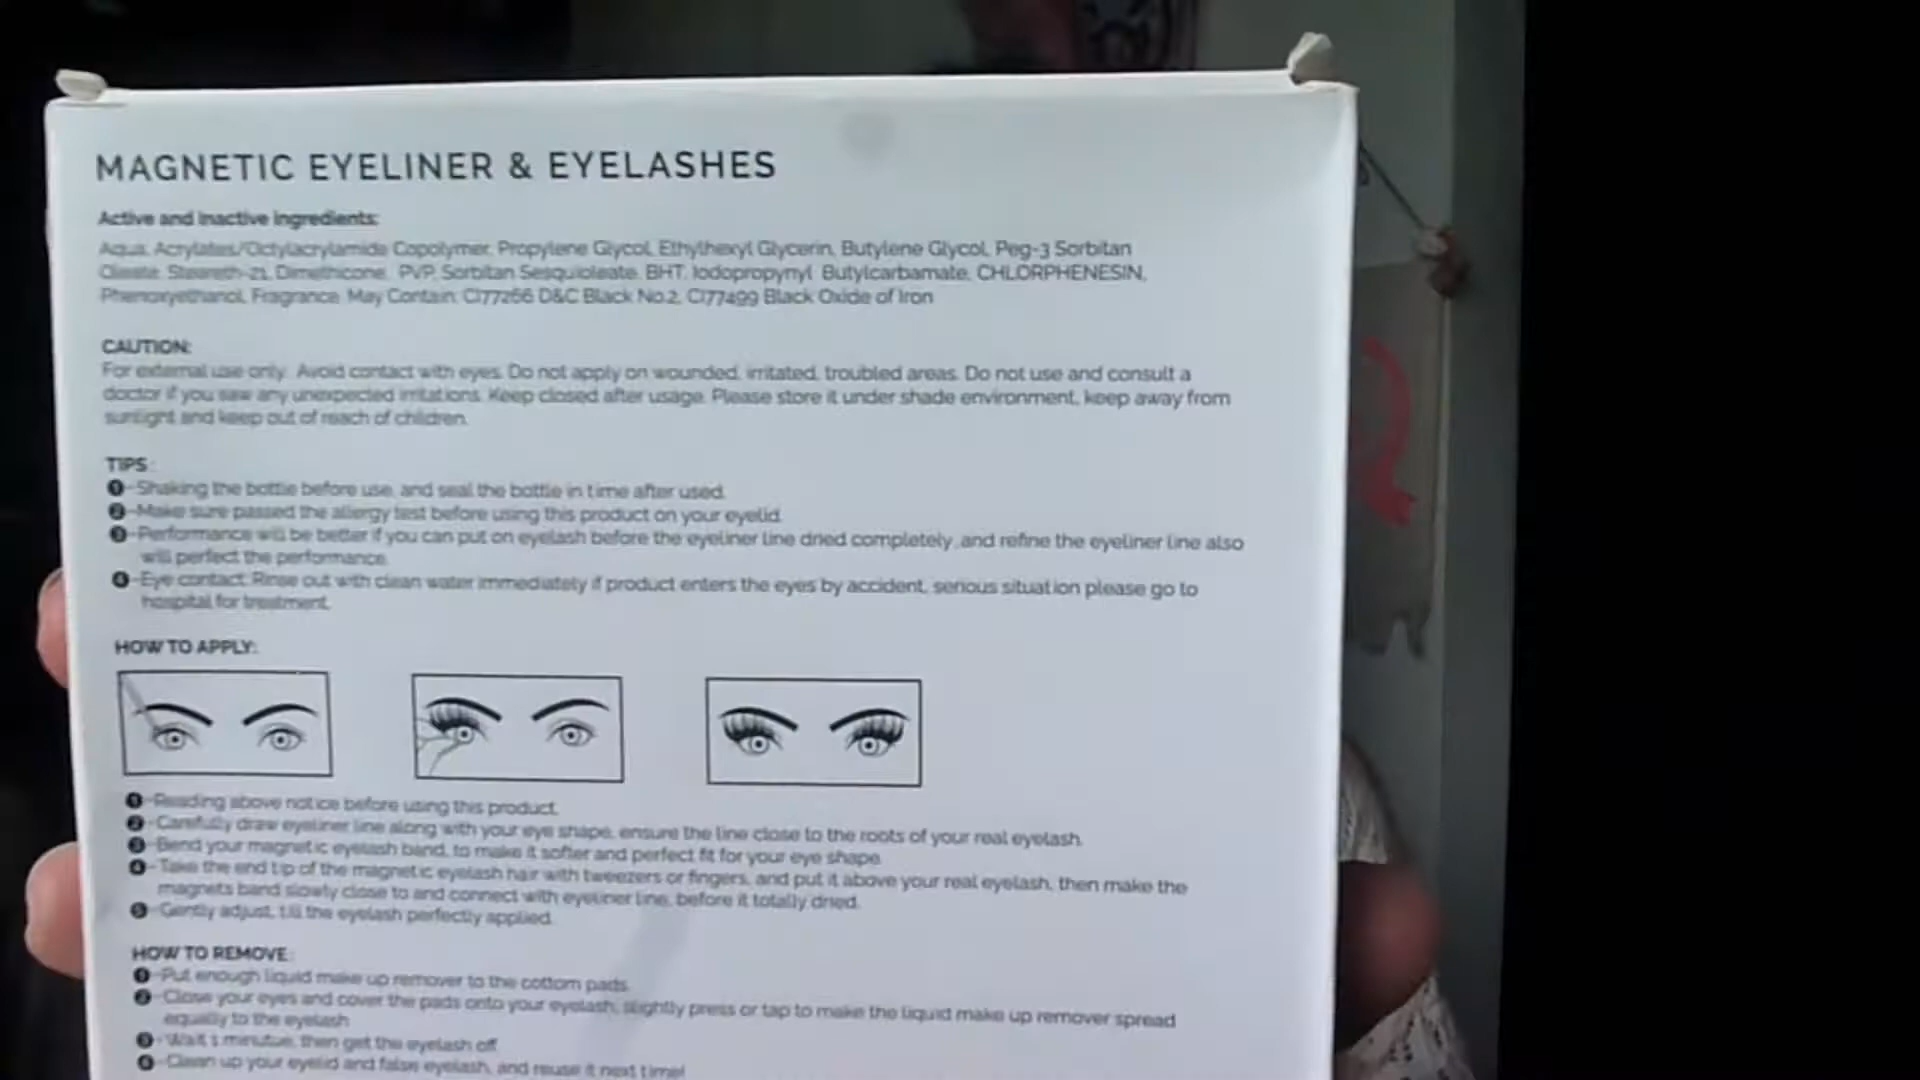 MAGNETIC EYELINER & EYELASHES
Active and Inactive Ingredients:
Aqua, Acrylates/Octylacrylamide Copolymer, Propylene Glycol, Ethylhexyl Glycerin, Butylene Glycol, Peg-3 Sorbitan
Oleate, Steareth-21, Dimethicone, PVP, Sorbitan Sesquioleate, BHT, Iodopropynyl Butylcarbamate, CHLORPHENESIN,
Phenoxyethanol, Fragrance. May Contain: CI77266 D&C Black No.2, CI77499 Black Oxide of Iron
CAUTION:
For external use only. Avoid contact with eyes. Do not apply on wounded, irritated, troubled areas. Do not use and consult a
doctor if you saw any unexpected irritations. Keep closed after usage. Please store it under shade environment, keep away from
sunlight and keep out of reach of children.
TIPS:
1-Shaking the bottle before use, and seal the bottle in time after used.
2-Make sure passed the allergy test before using this product on your eyelid.
3-Performance will be better if you can put on eyelash before the eyeliner line dried completely, and refine the eyeliner line also
will perfect the performance.
4-Eye contact: Rinse out with clean water immediately if product enters the eyes by accident, serious situation please go to
hospital for treatment.
HOW TO APPLY:
1-Reading above notice before using this product.
2-Carefully draw eyeliner line along with your eye shape, ensure the line close to the roots of your real eyelash.
3-Bend your magnetic eyelash band, to make it softer and perfect fit for your eye shape.
4-Take the end tip of the magnetic eyelash hair with tweezers or fingers, and put it above your real eyelash, then make the
magnets band slowly close to and connect with eyeliner line, before it totally dried.
5-Gently adjust, till the eyelash perfectly applied.
HOW TO REMOVE:
1-Put enough liquid make up remover to the cottom pads.
2-Close your eyes and cover the pads onto your eyelash, slightly press or tap to make the liquid make up remover spread
equally to the eyelash
3-Wait 1 minutue, then get the eyelash off.
4-Clean up your eyelid and false eyelash, and reuse it next time!